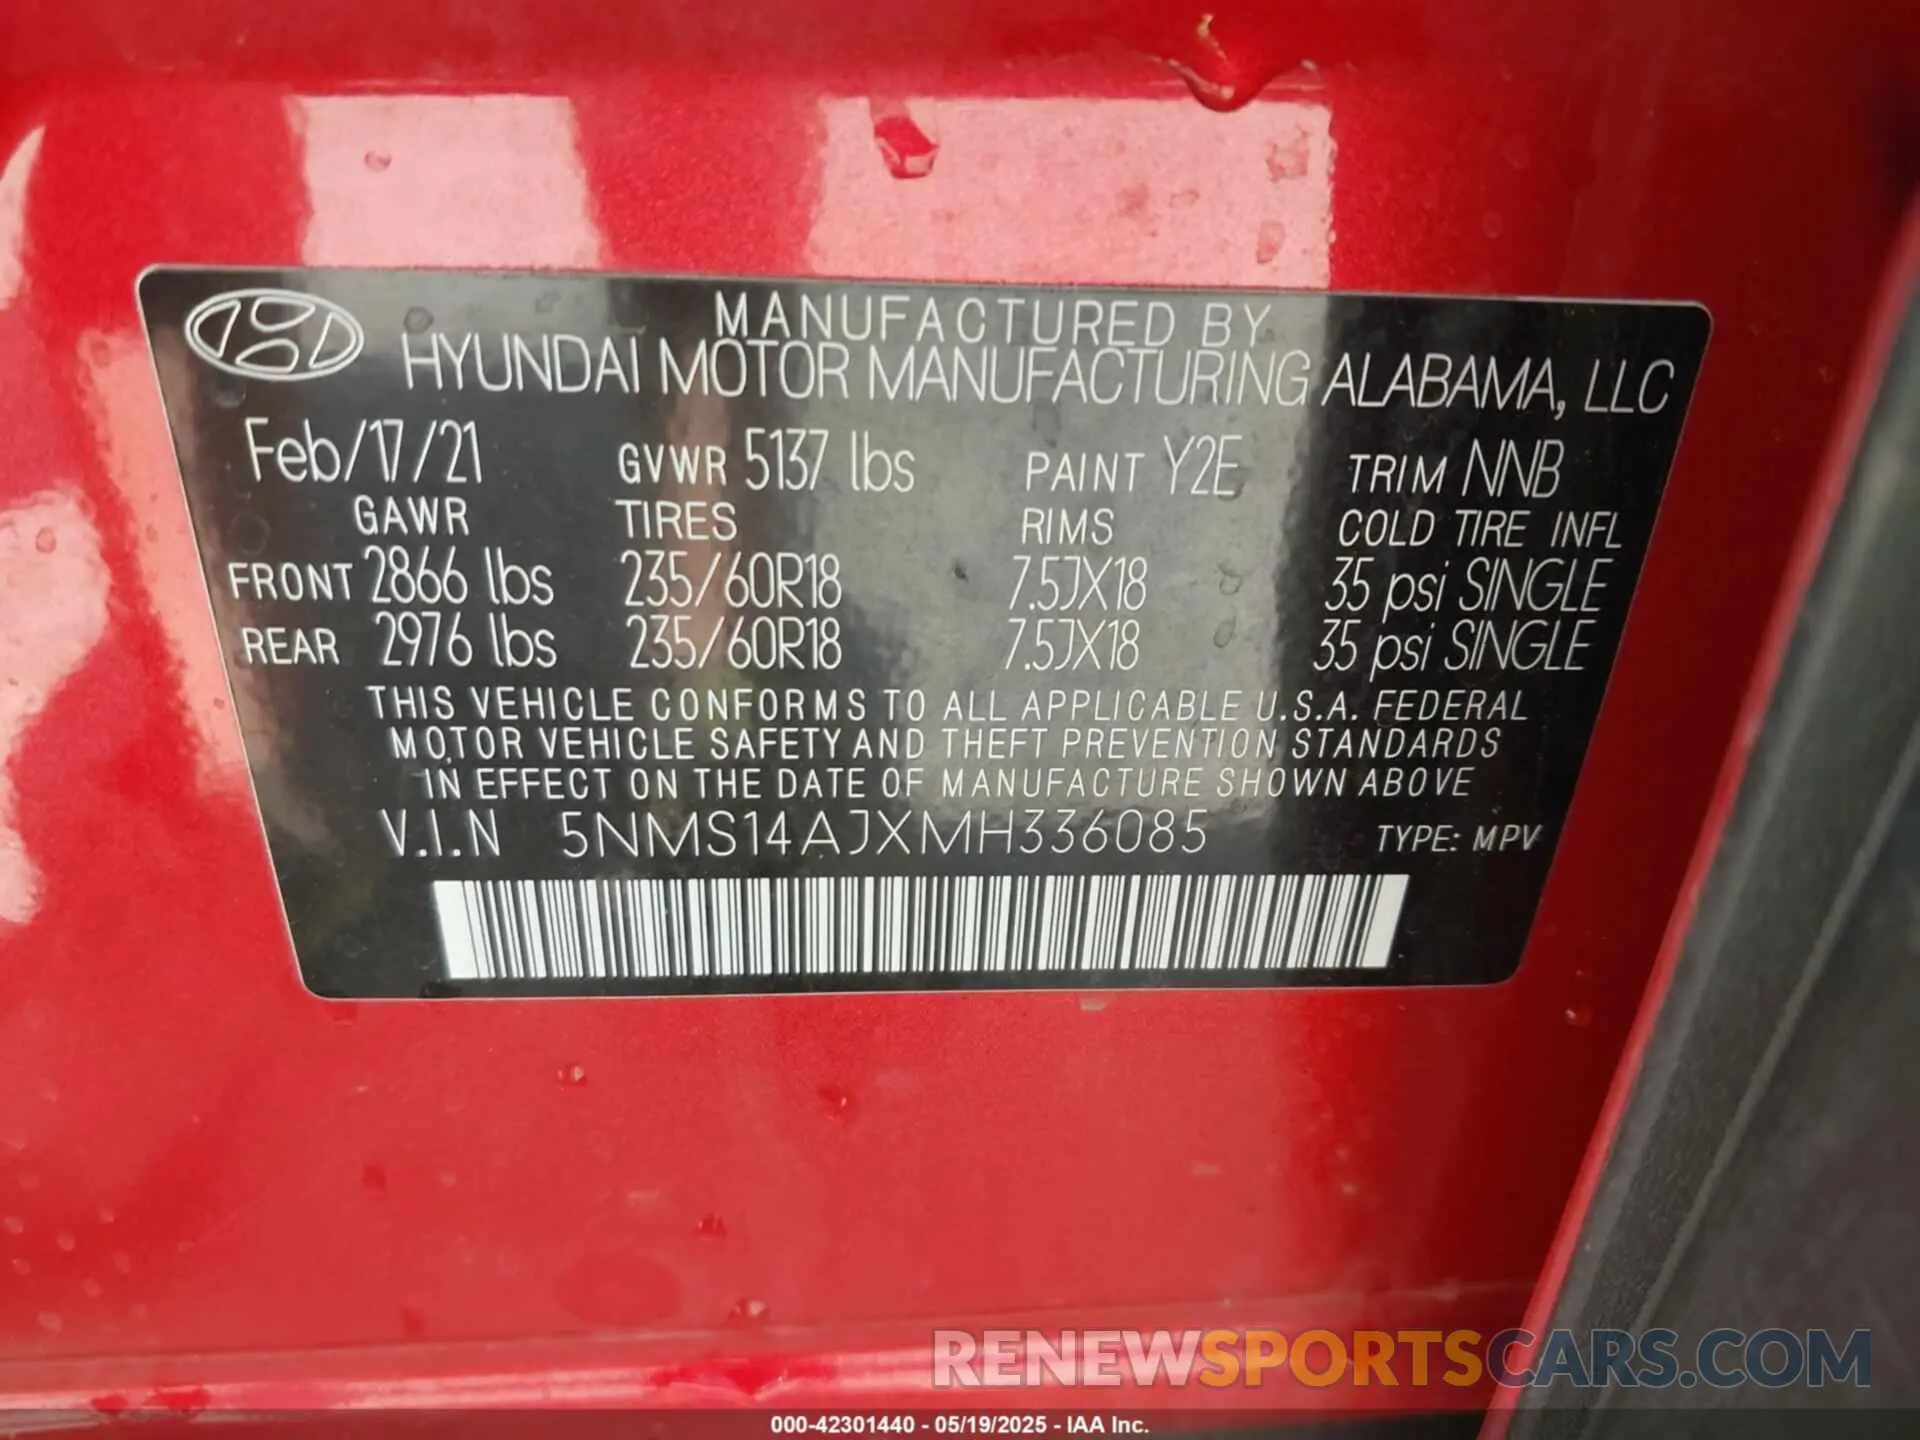 MANUFACTURED BY
HYUNDAI MOTOR MANUFACTURING ALABAMA, LLC
Feb/17/21 GVWR 5137 lbs PAINT Y2E TRIM NNB
GAWR TIRES RIMS COLD TIRE INFL
FRONT 2866 lbs 235/60R18 7.5JX18 35 psi SINGLE
REAR 2976 lbs 235/60R18 7.5JX18 35 psi SINGLE
THIS VEHICLE CONFORMS TO ALL APPLICABLE U.S.A. FEDERAL
MOTOR VEHICLE SAFETY AND THEFT PREVENTION STANDARDS
IN EFFECT ON THE DATE OF MANUFACTURE SHOWN ABOVE
V.I.N 5NMS14AJXMH336085 TYPE: MPV
RENEWSPORTSCARS.COM
000-42301440 - 05/19/2025 - IAA Inc.